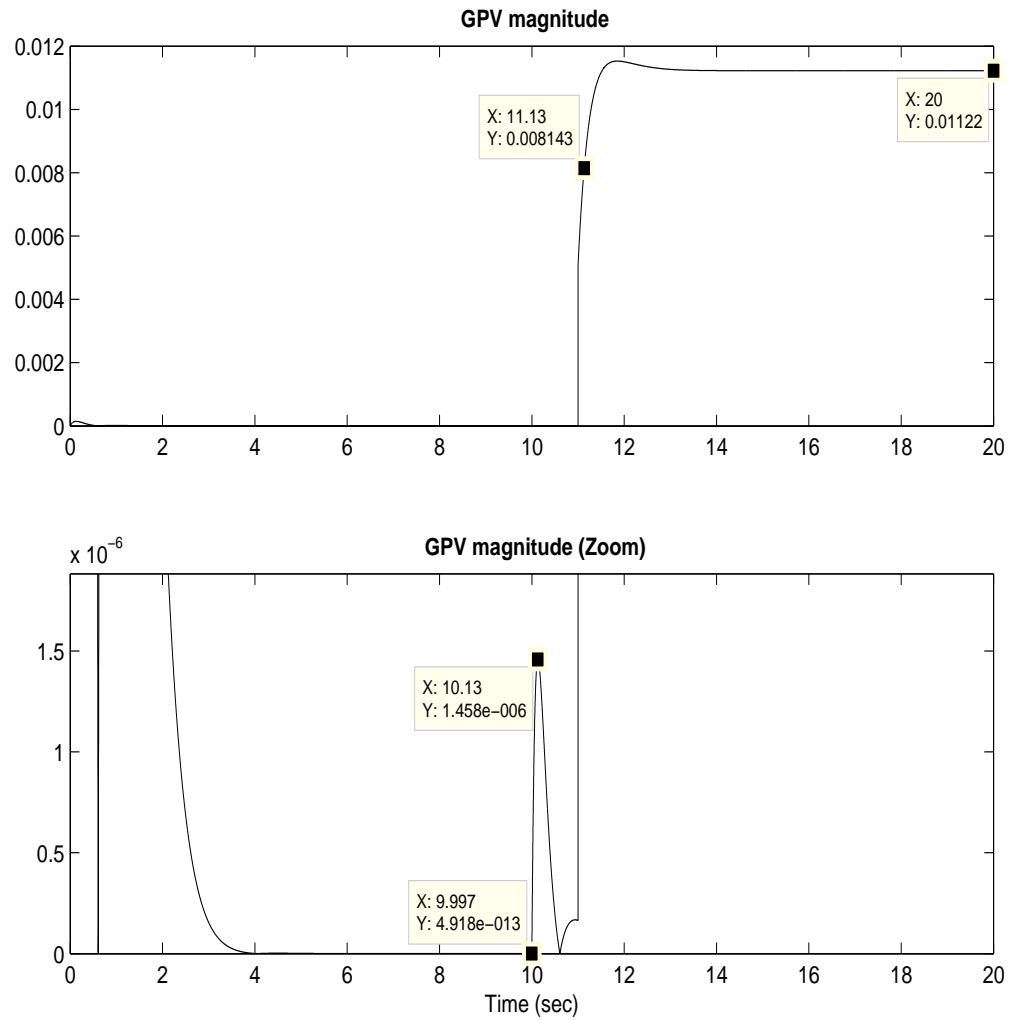 GPV magnitude
0.012
0.01
0.008
0.006
0.004
0.002
0
X: 11.13
Y: 0.008143
X: 20
Y: 0.01122
0 2 4 6 8 10 12 14 16 18 20
GPV magnitude (Zoom)
x 10−6
1.5
1
0.5
0
X: 10.13
Y: 1.458e−006
X: 9.997
Y: 4.918e−013
0 2 4 6 8 10 12 14 16 18 20
Time (sec)